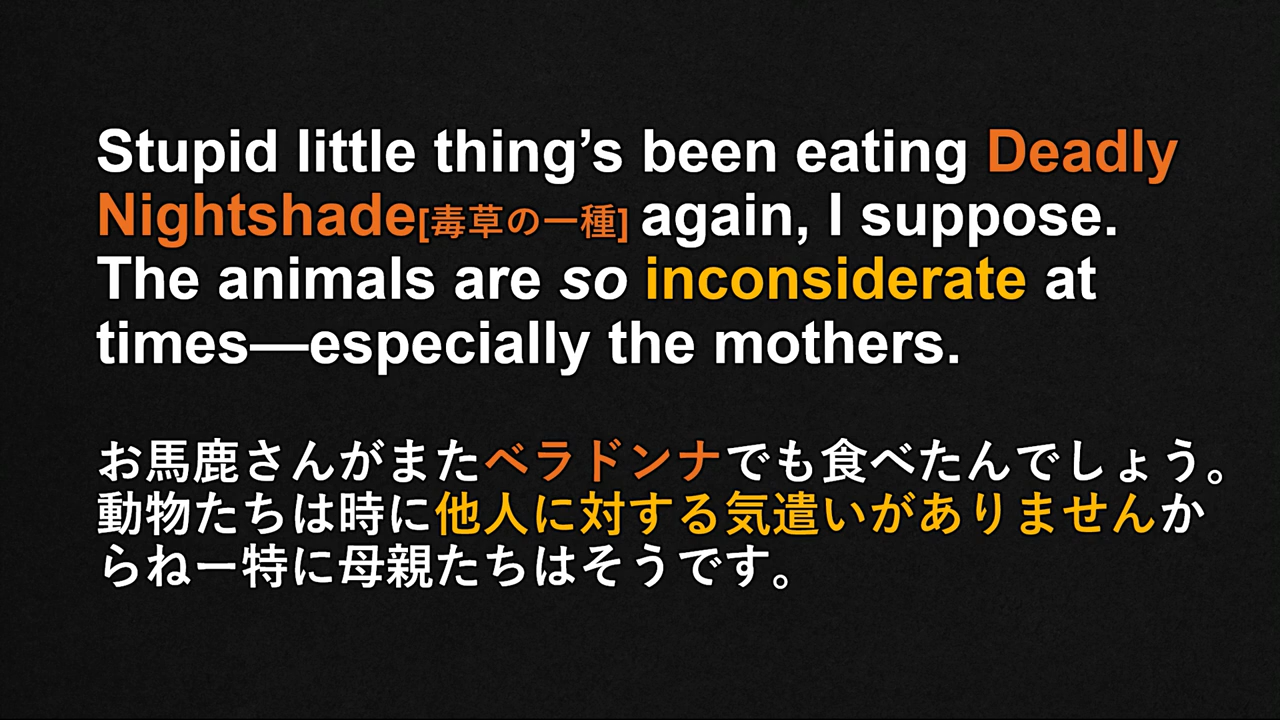 Stupid little thing’s been eating Deadly
Nightshade[毒草の一種] again, I suppose.
The animals are so inconsiderate at
times—especially the mothers.
お馬鹿さんがまたベラドンナでも食べたんでしょう。
動物たちは時に他人に対する気遣いがありませんか
らねー特に母親たちはそうです。